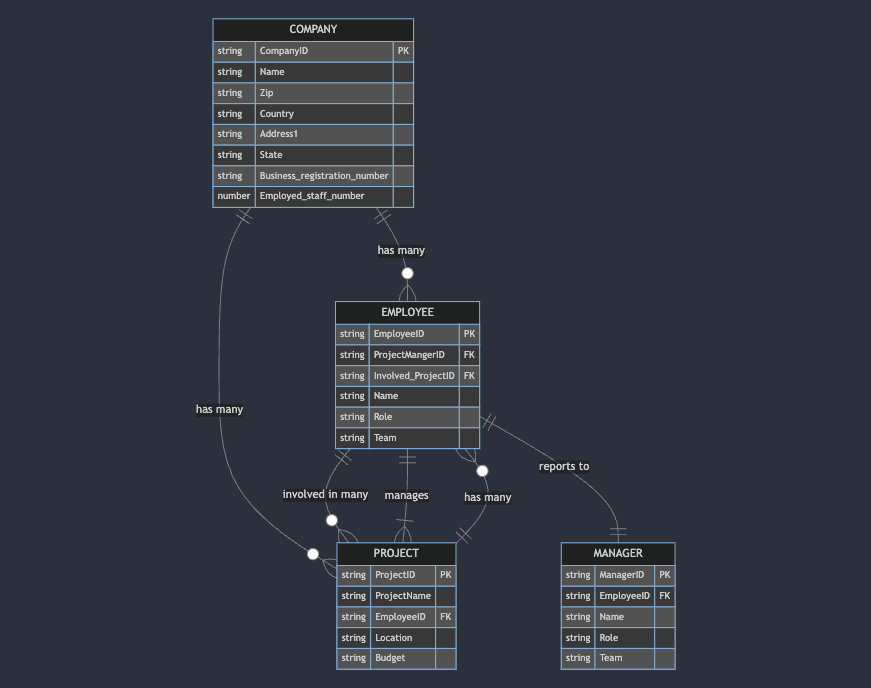 COMPANY
string CompanyID PK
string Name
string Zip
string Country
string Address1
string State
string Business_registration_number
number Employed_staff_number
has many
EMPLOYEE
string EmployeeID PK
string ProjectMangerID FK
string Involved_ProjectID FK
string Name
string Role
string Team
has many
reports to
involved in many
manages
has many
PROJECT
string ProjectID PK
string ProjectName
string EmployeeID FK
string Location
string Budget
MANAGER
string ManagerID PK
string EmployeeID FK
string Name
string Role
string Team